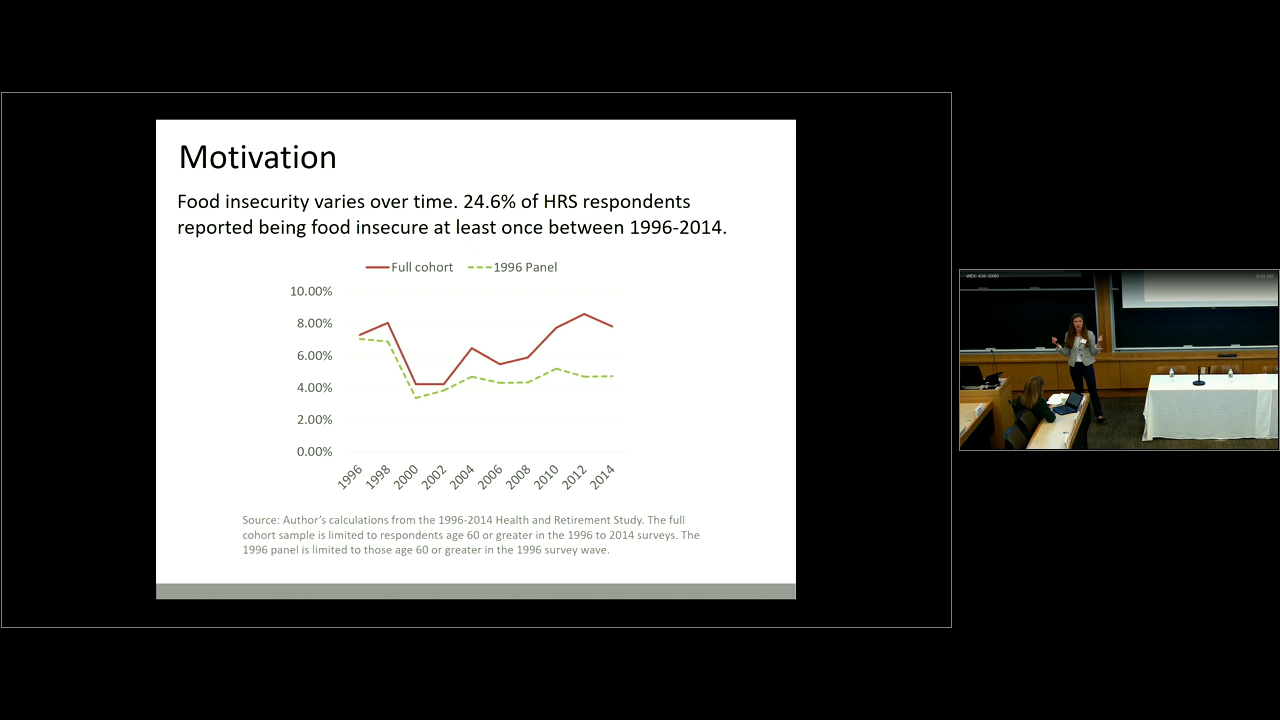 Motivation
Food insecurity varies over time. 24.6% of HRS respondents
reported being food insecure at least once between 1996-2014.
Full cohort 1996 Panel
10.00%
8.00%
6.00%
4.00%
2.00%
0.00%
1996 1998 2000 2002 2004 2006 2008 2010 2012 2014
Source: Author’s calculations from the 1996-2014 Health and Retirement Study. The full
cohort sample is limited to respondents age 60 or greater in the 1996 to 2014 surveys. The
1996 panel is limited to those age 60 or greater in the 1996 survey wave.